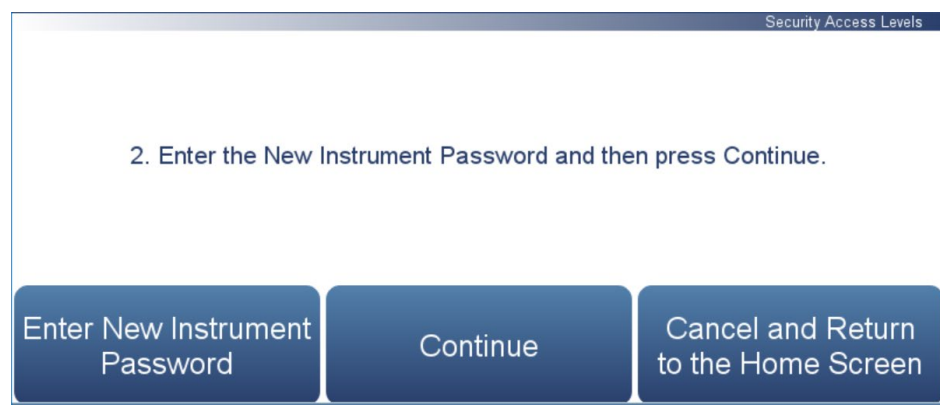 Security Access Levels
2. Enter the New Instrument Password and then press Continue.
Enter New Instrument
Password
Continue
Cancel and Return
to the Home Screen